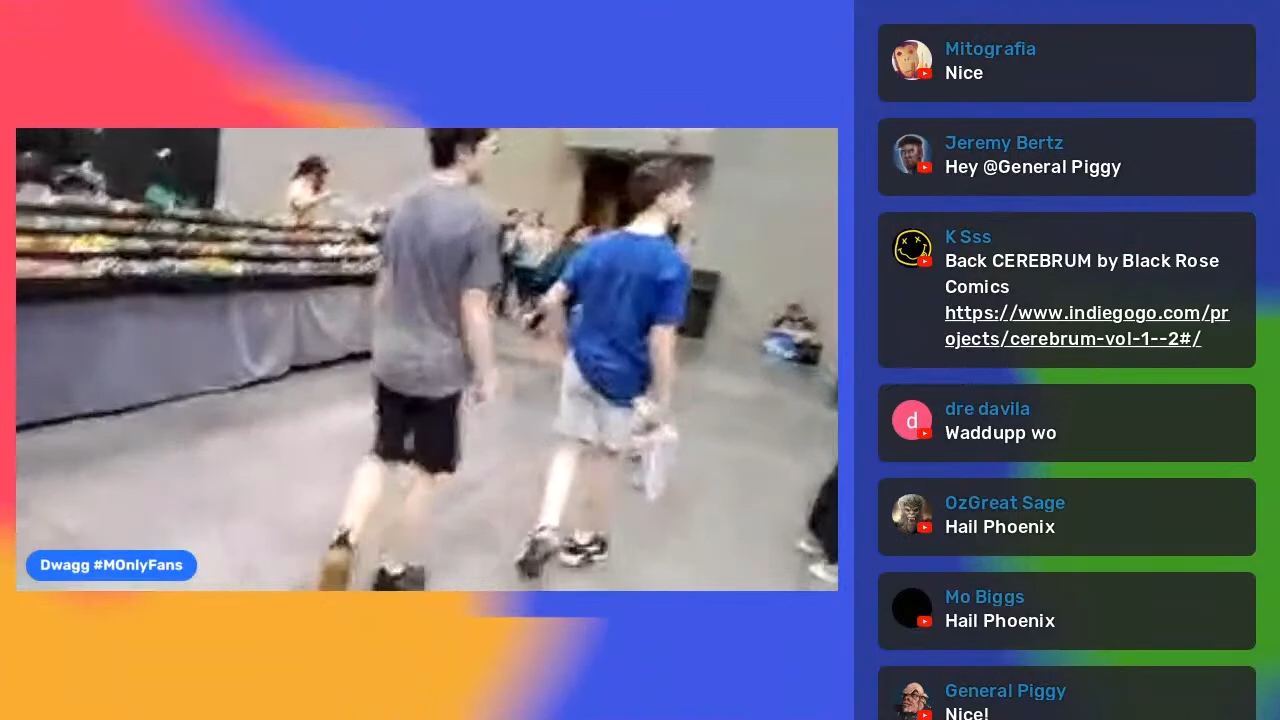 Mitografia
Nice
Jeremy Bertz
Hey @General Piggy
K Sss
Back CEREBRUM by Black Rose
Comics
https://www.indiegogo.com/pr
ojects/cerebrum-vol-1--2#/
dre davila
d
Waddupp wo
OzGreat Sage
Hail Phoenix
Mo Biggs
Hail Phoenix
General Piggy
Nice!
Dwagg #MOnlyFans